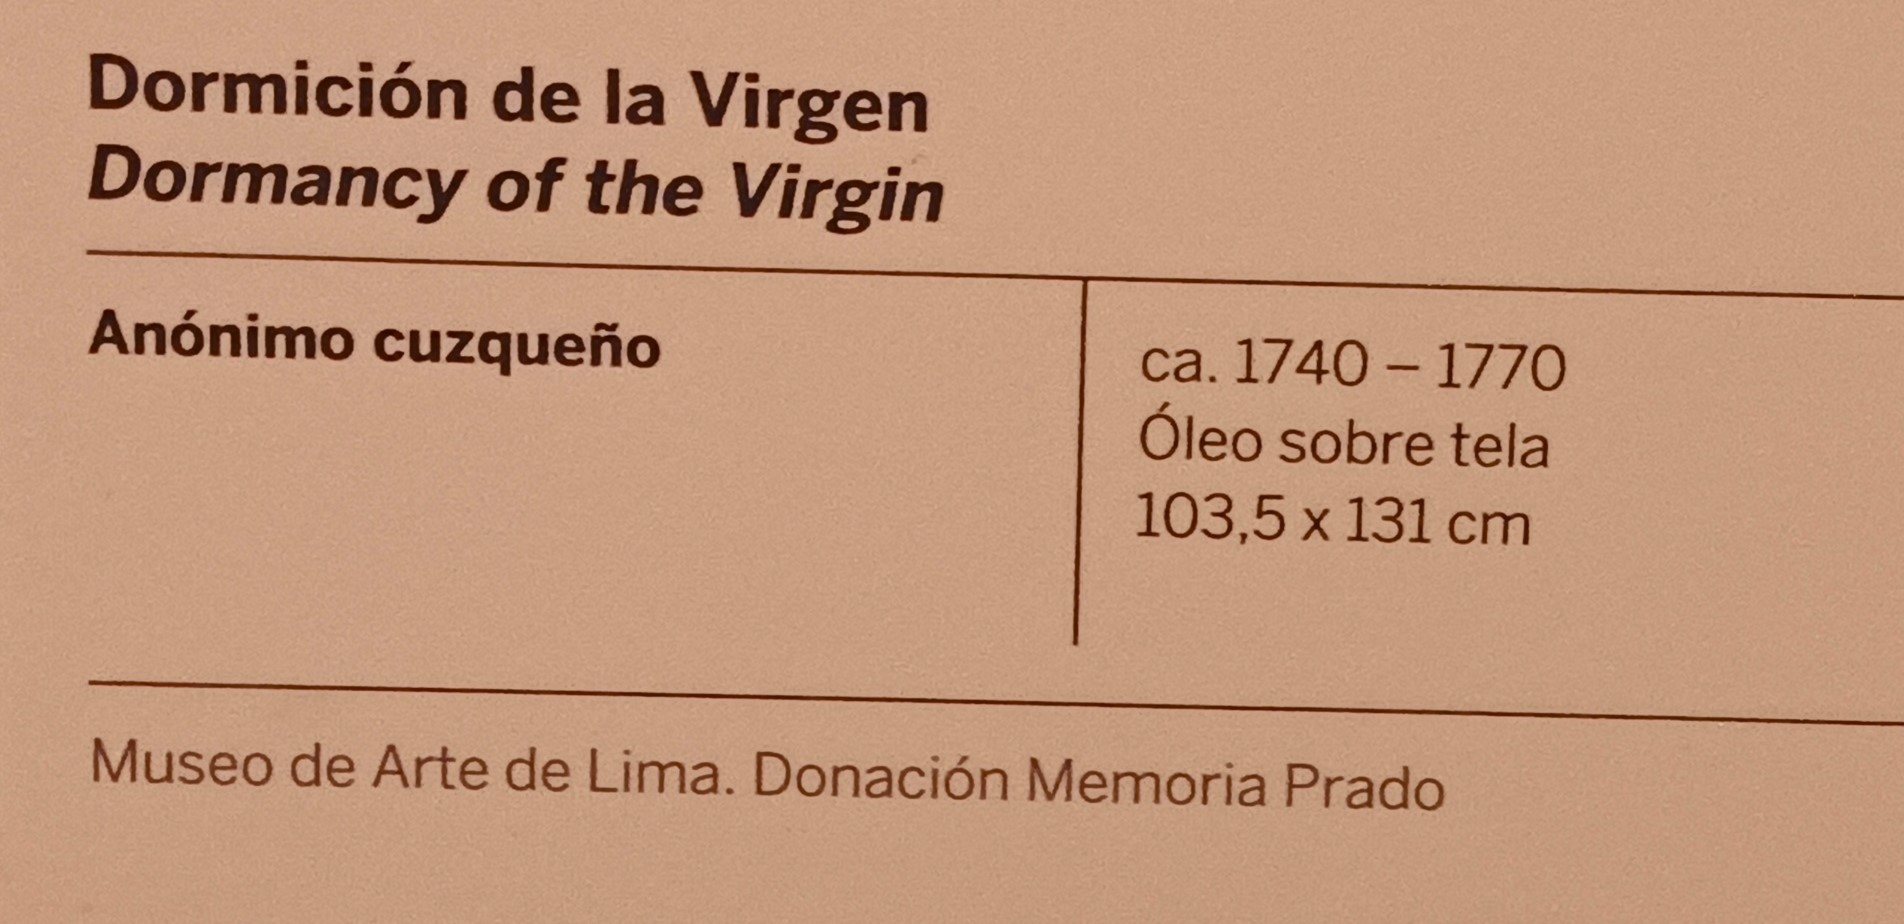 Dormición de la Virgen
Dormancy of the Virgin
Anónimo cuzqueño
ca. 1740 – 1770
Óleo sobre tela
103,5 x 131 cm
Museo de Arte de Lima. Donación Memoria Prado